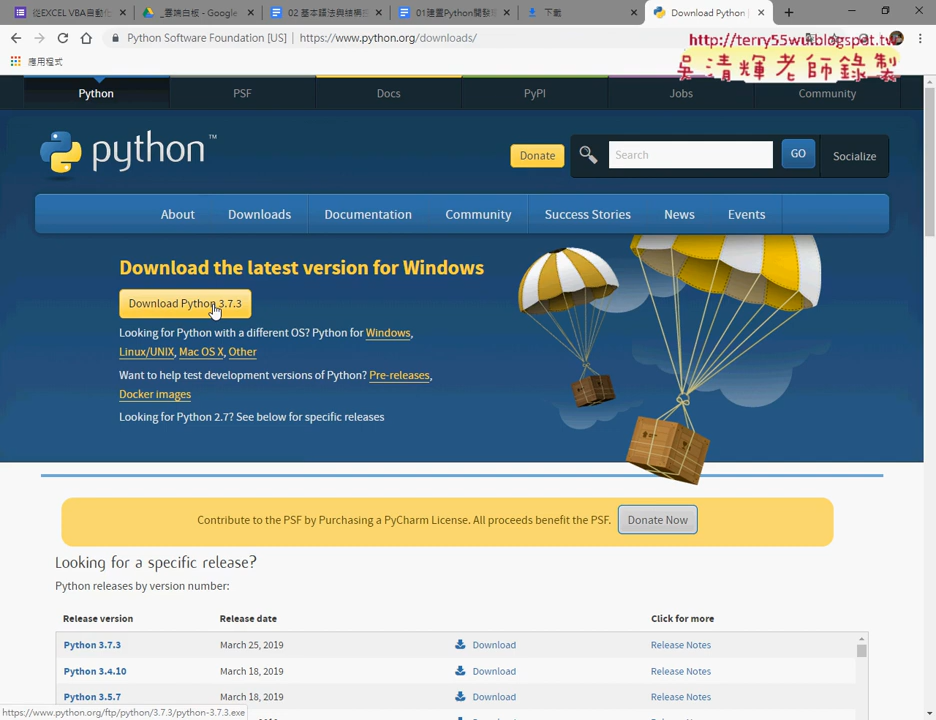 從EXCEL VBA自動化
_雲端白板 - Google
02 基本語法與結構控
01建置Python開發環
下載
Download Python |
Python Software Foundation [US] | https://www.python.org/downloads/
http://terry55wu.blogspot.tw
應用程式
吳清輝老師錄製
Python
PSF
Docs
PyPI
Jobs
Community
python™
Donate
Search
GO
Socialize
About
Downloads
Documentation
Community
Success Stories
News
Events
Download the latest version for Windows
Download Python 3.7.3
Looking for Python with a different OS? Python for Windows,
Linux/UNIX, Mac OS X, Other
Want to help test development versions of Python? Pre-releases,
Docker images
Looking for Python 2.7? See below for specific releases
Contribute to the PSF by Purchasing a PyCharm License. All proceeds benefit the PSF.
Donate Now
Looking for a specific release?
Python releases by version number:
Release version
Release date
Click for more
Python 3.7.3
March 25, 2019
Download
Release Notes
Python 3.4.10
March 18, 2019
Download
Release Notes
Python 3.5.7
March 18, 2019
Download
Release Notes
https://www.python.org/ftp/python/3.7.3/python-3.7.3.exe